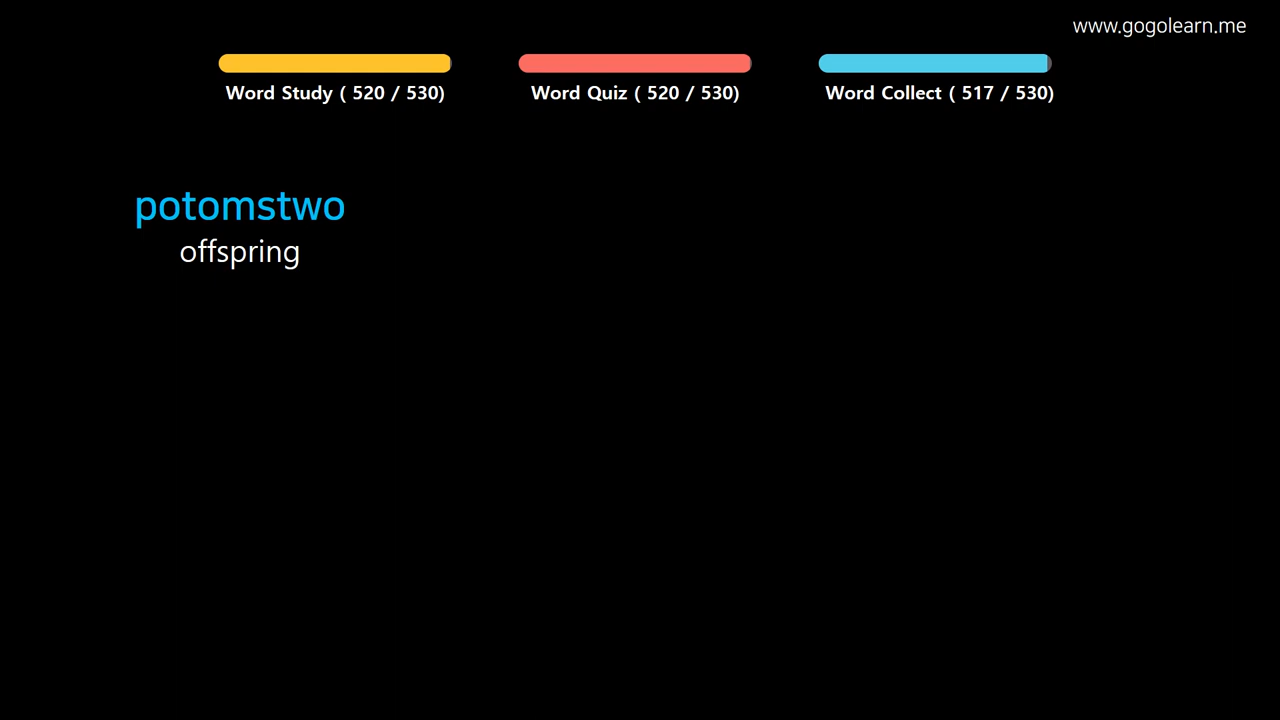 www.gogolearn.me
Word Study ( 520 / 530)
Word Quiz ( 520 / 530)
Word Collect ( 517 / 530)
potomstwo
offspring